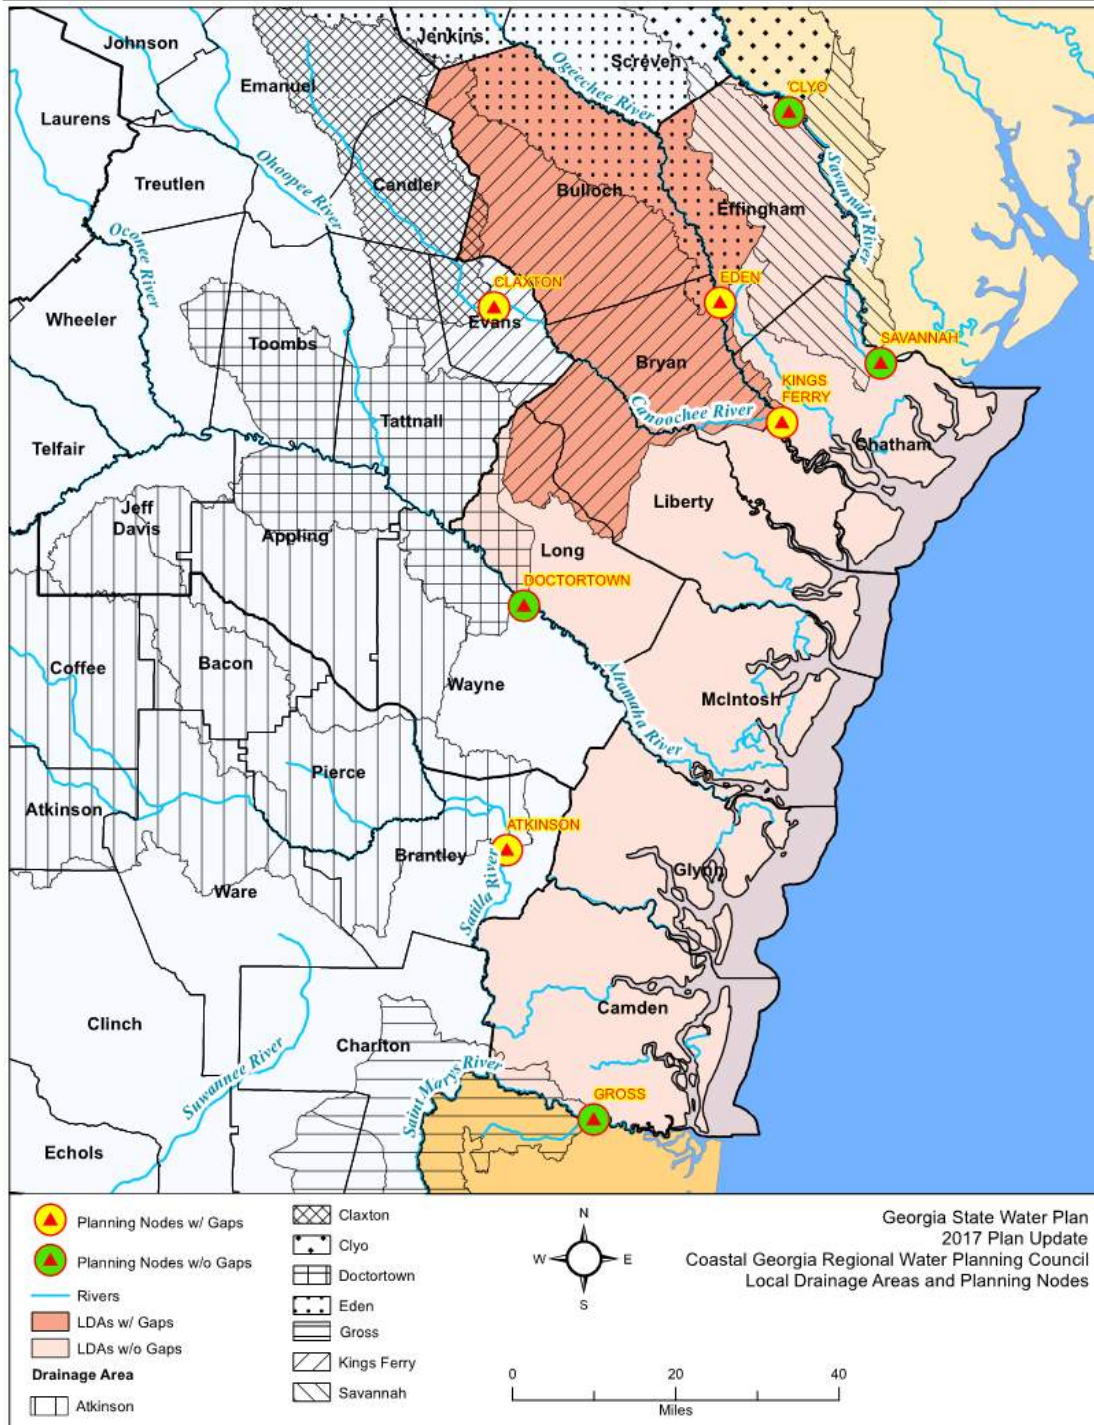 Johnson
Jenkins
Screven
Emanuel
Ogeechee River
CLYO
Laurens
Treutlen
Ohoopee River
Candler
Bulloch
Effingham
Savannah River
Oconee River
CLAXTON
EDEN
Evans
Wheeler
Toombs
Bryan
SAVANNAH
KINGS
FERRY
Canoochee River
Tattnall
Chatham
Telfair
Jeff
Davis
Liberty
Appling
Long
DOCTORTOWN
Coffee
Bacon
Wayne
Alramaha River
McIntosh
Pierce
Atkinson
ATKINSON
Brantley
Glynn
Ware
Satilla River
Camden
Clinch
Charlton
Suwannee River
Saint Marys River
GROSS
Echols
Planning Nodes w/ Gaps
Planning Nodes w/o Gaps
Rivers
LDAs w/ Gaps
LDAs w/o Gaps
Drainage Area
Atkinson
Claxton
Clyo
Doctortown
Eden
Gross
Kings Ferry
Savannah
N
W
E
S
0 20 40
Miles
Georgia State Water Plan
2017 Plan Update
Coastal Georgia Regional Water Planning Council
Local Drainage Areas and Planning Nodes